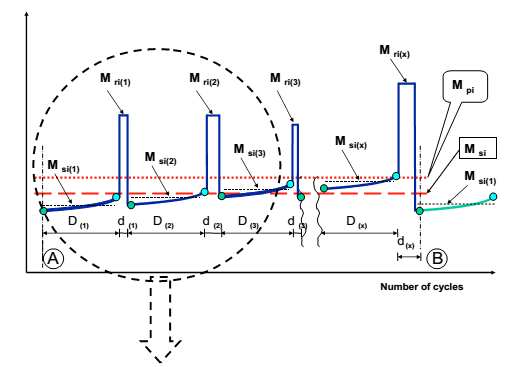 M ri(x)
M ri(1)
M ri(2)
M ri(3)
M pi
M si(x)
M si
M si(1)
M si(2)
M si(3)
M si(1)
D (1)
d (1)
D (2)
d (2)
D (3)
d (3)
D (x)
d(x)
A
B
Number of cycles